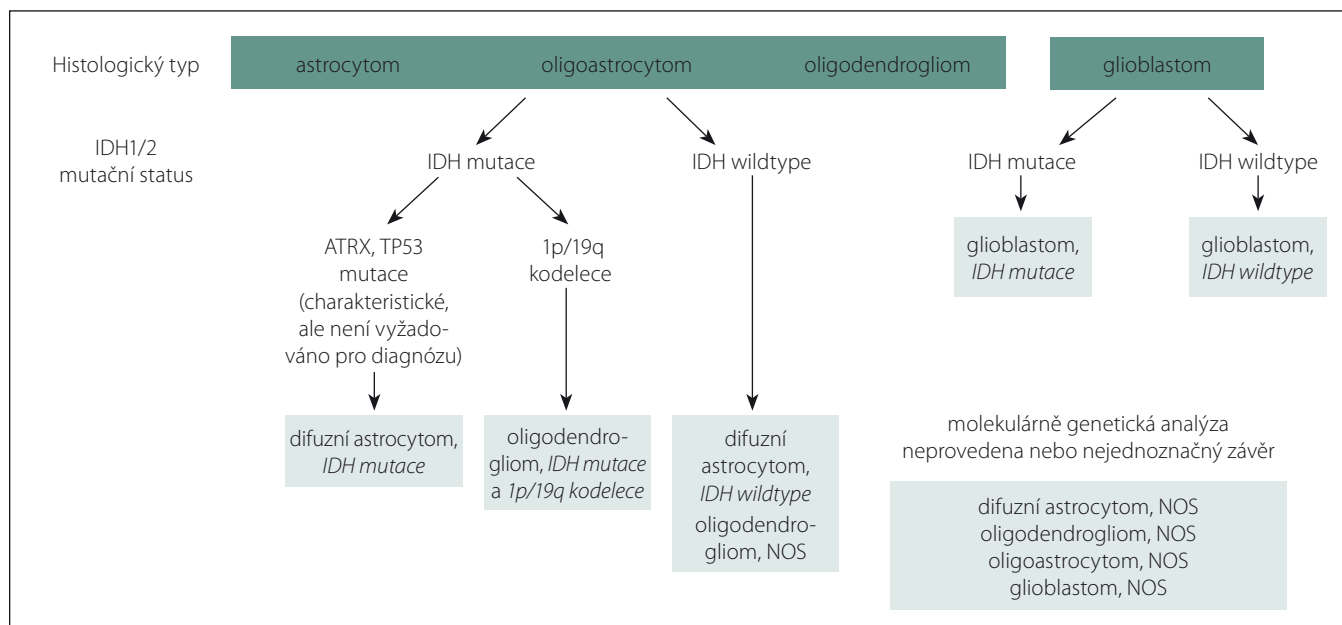 Histologický typ
astrocytom
oligoastrocytom
oligodendrogliom
glioblastom
IDH1/2
mutační status
IDH mutace
IDH wildtype
IDH mutace
IDH wildtype
ATRX, TP53
mutace
(charakteristické,
ale není vyžado-
váno pro diagnózu)
1p/19q
kodelece
glioblastom,
IDH mutace
glioblastom,
IDH wildtype
difuzní astrocytom,
IDH mutace
oligodendro-
gliom, IDH mutace
a 1p/19q kodelece
difuzní
astrocytom,
IDH wildtype
oligodendro-
gliom, NOS
molekulárně genetická analýza
neprovedena nebo nejednoznačný závěr
difuzní astrocytom, NOS
oligodendrogliom, NOS
oligoastrocytom, NOS
glioblastom, NOS